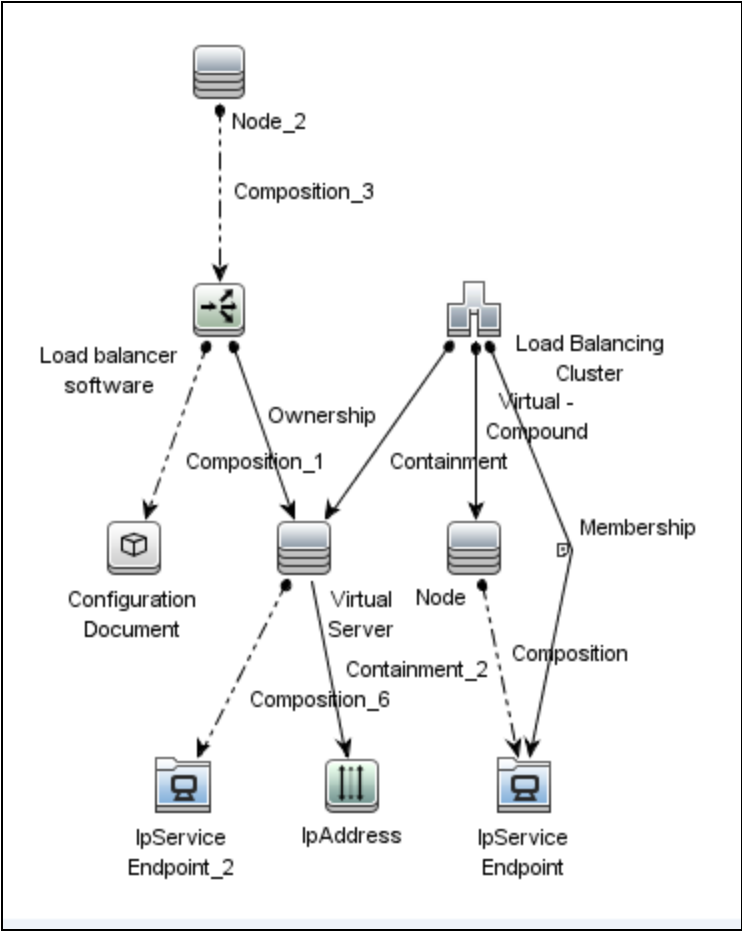 Node_2
Composition_3
Load balancer
software
Load Balancing
Cluster
Virtual -
Compound
Ownership
Composition_1
Containment
Membership
Configuration
Document
Virtual
Server
Node
Composition
Containment_2
Composition_6
IpService
Endpoint_2
IpAddress
IpService
Endpoint